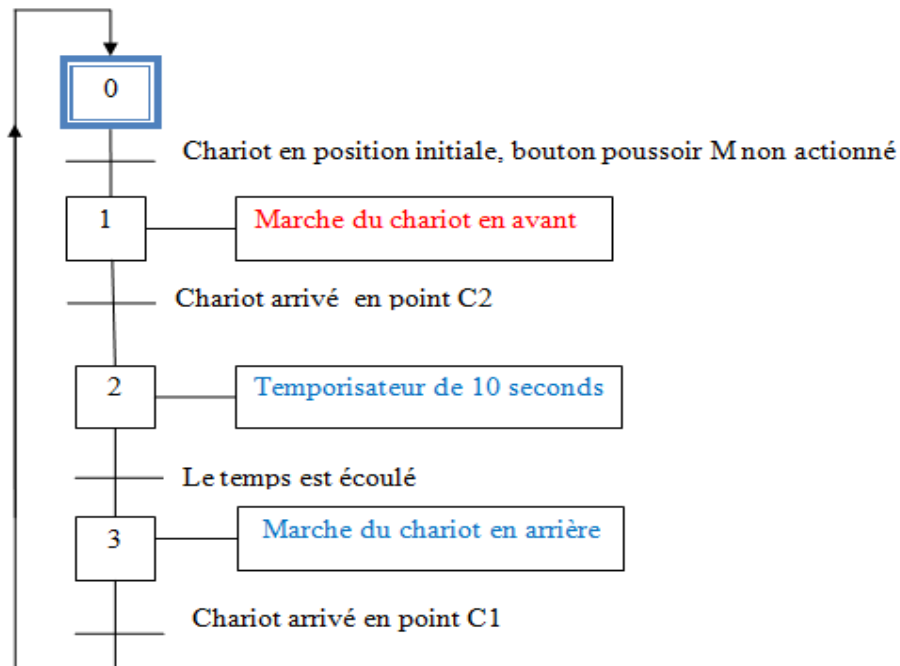 0
Chariot en position initiale, bouton poussoir M non actionné
1
Marche du chariot en avant
Chariot arrivé en point C2
2
Temporisateur de 10 seconds
Le temps est écoulé
3
Marche du chariot en arrière
Chariot arrivé en point C1